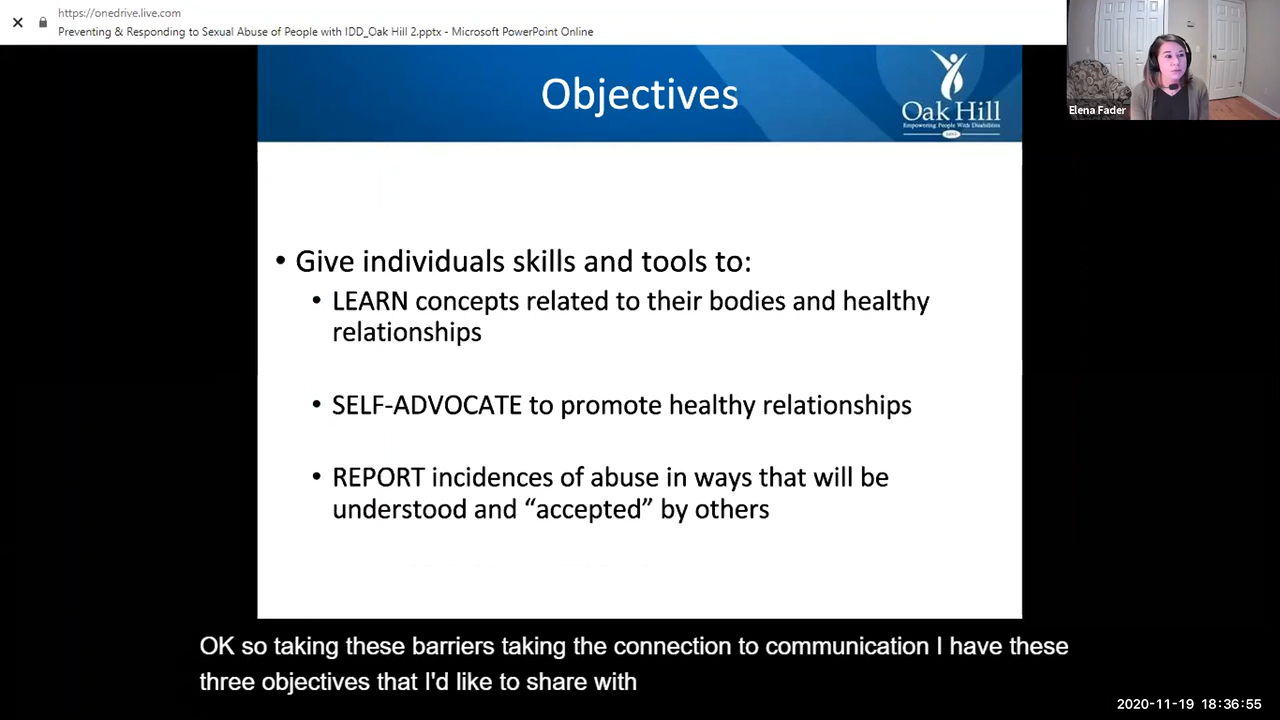 https://onedrive.live.com
Preventing & Responding to Sexual Abuse of People with IDD_Oak Hill 2.pptx - Microsoft PowerPoint Online
Elena Fader
Objectives
Oak Hill
Empowering People With Disabilities
• Give individuals skills and tools to:
• LEARN concepts related to their bodies and healthy
relationships
• SELF-ADVOCATE to promote healthy relationships
• REPORT incidences of abuse in ways that will be
understood and “accepted” by others
OK so taking these barriers taking the connection to communication I have these
three objectives that I'd like to share with
2020-11-19 18:36:55